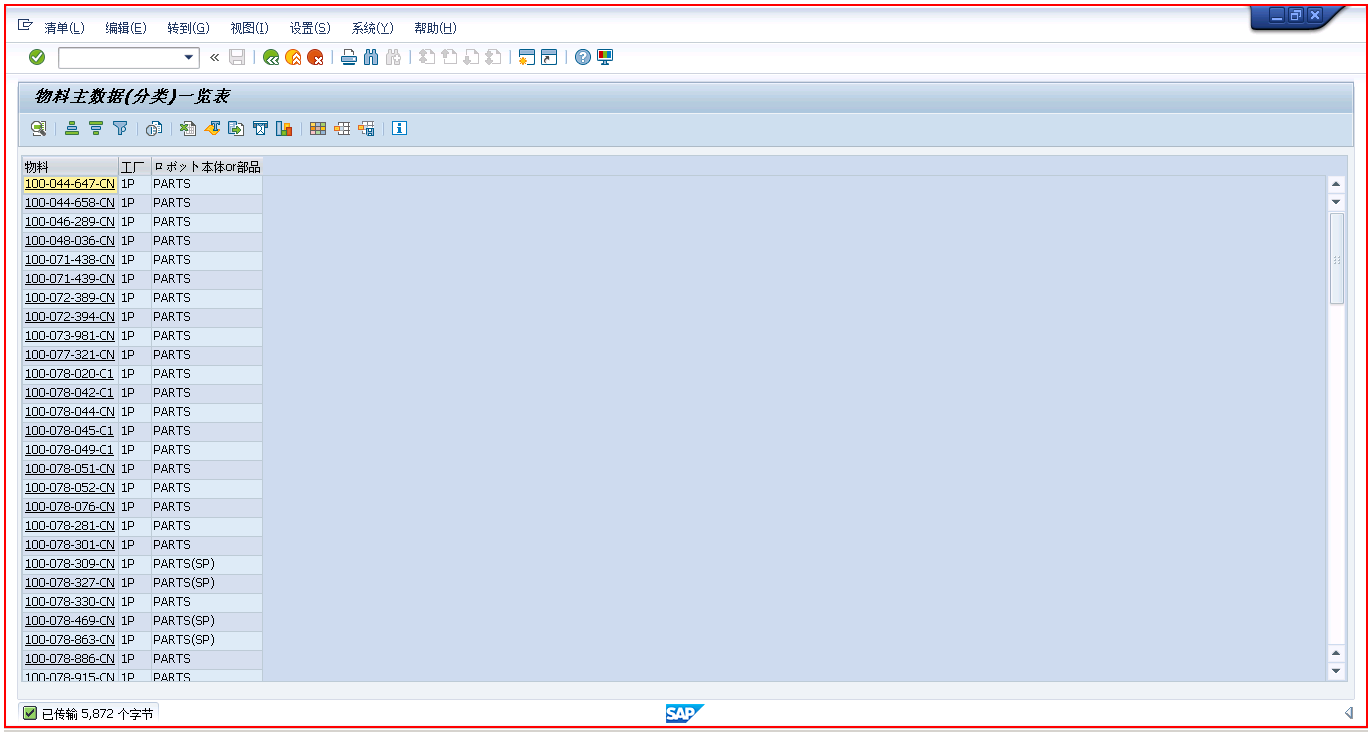 清单(L) 编辑(E) 转到(G) 视图(I) 设置(S) 系统(Y) 帮助(H)
物料主数据(分类)一览表
物料 工厂 ロボット本体or部品
100-044-647-CN 1P PARTS
100-044-658-CN 1P PARTS
100-046-289-CN 1P PARTS
100-048-036-CN 1P PARTS
100-071-438-CN 1P PARTS
100-071-439-CN 1P PARTS
100-072-389-CN 1P PARTS
100-072-394-CN 1P PARTS
100-073-981-CN 1P PARTS
100-077-321-CN 1P PARTS
100-078-020-C1 1P PARTS
100-078-042-C1 1P PARTS
100-078-044-CN 1P PARTS
100-078-045-C1 1P PARTS
100-078-049-C1 1P PARTS
100-078-051-CN 1P PARTS
100-078-052-CN 1P PARTS
100-078-076-CN 1P PARTS
100-078-281-CN 1P PARTS
100-078-301-CN 1P PARTS
100-078-309-CN 1P PARTS(SP)
100-078-327-CN 1P PARTS(SP)
100-078-330-CN 1P PARTS
100-078-469-CN 1P PARTS(SP)
100-078-863-CN 1P PARTS(SP)
100-078-886-CN 1P PARTS
100-078-915-CN 1P PARTS
已传输 5,872 个字节
SAP